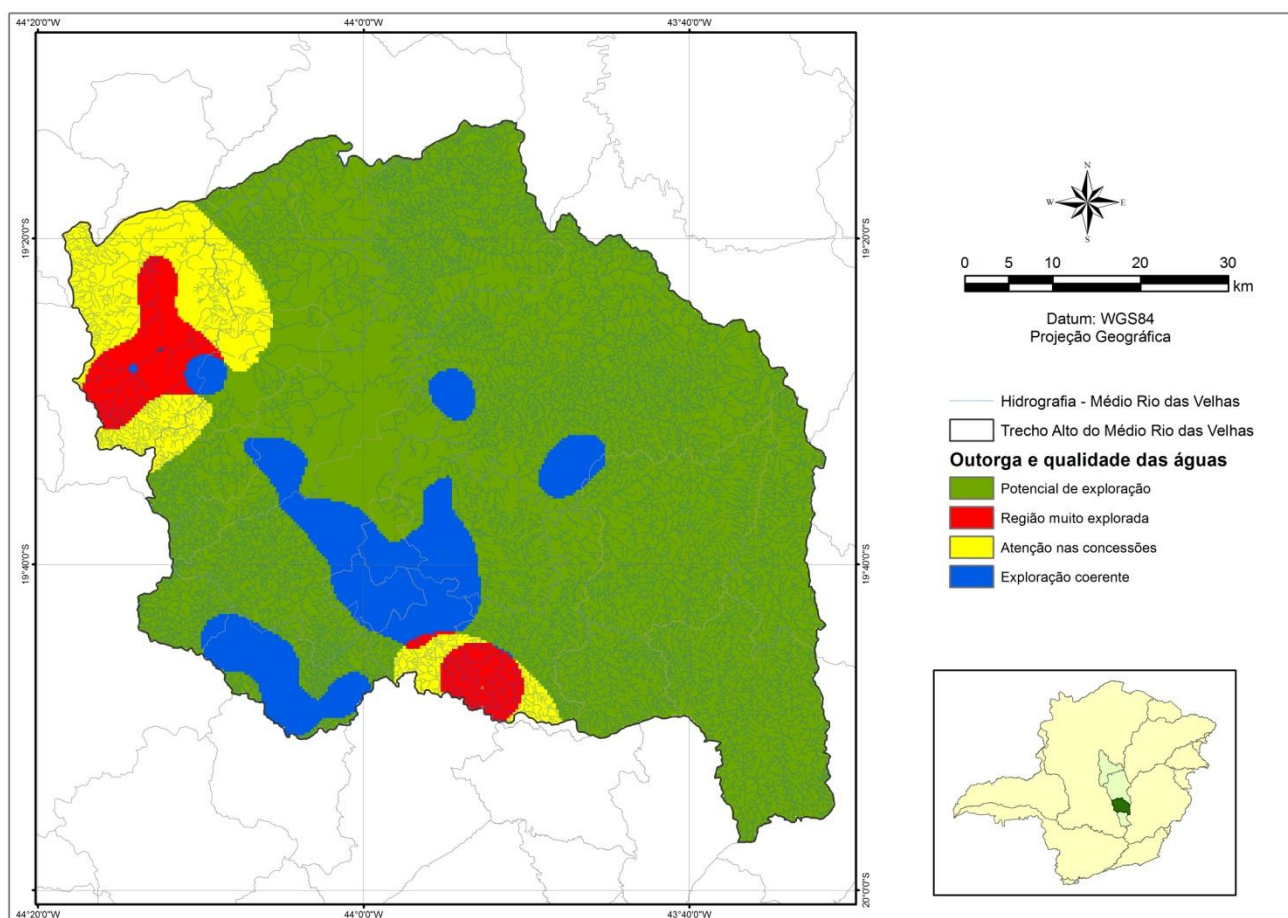 44°20'0"W
44°0'0"W
43°40'0"W
19°20'0"S
19°40'0"S
20°0'0"S
19°20'0"S
19°40'0"S
20°0'0"S
44°20'0"W
44°0'0"W
43°40'0"W
N
W
E
S
0 5 10 20 30
km
Datum: WGS84
Projeção Geográfica
Hidrografia - Médio Rio das Velhas
Trecho Alto do Médio Rio das Velhas
Outorga e qualidade das águas
Potencial de exploração
Região muito explorada
Atenção nas concessões
Exploração coerente